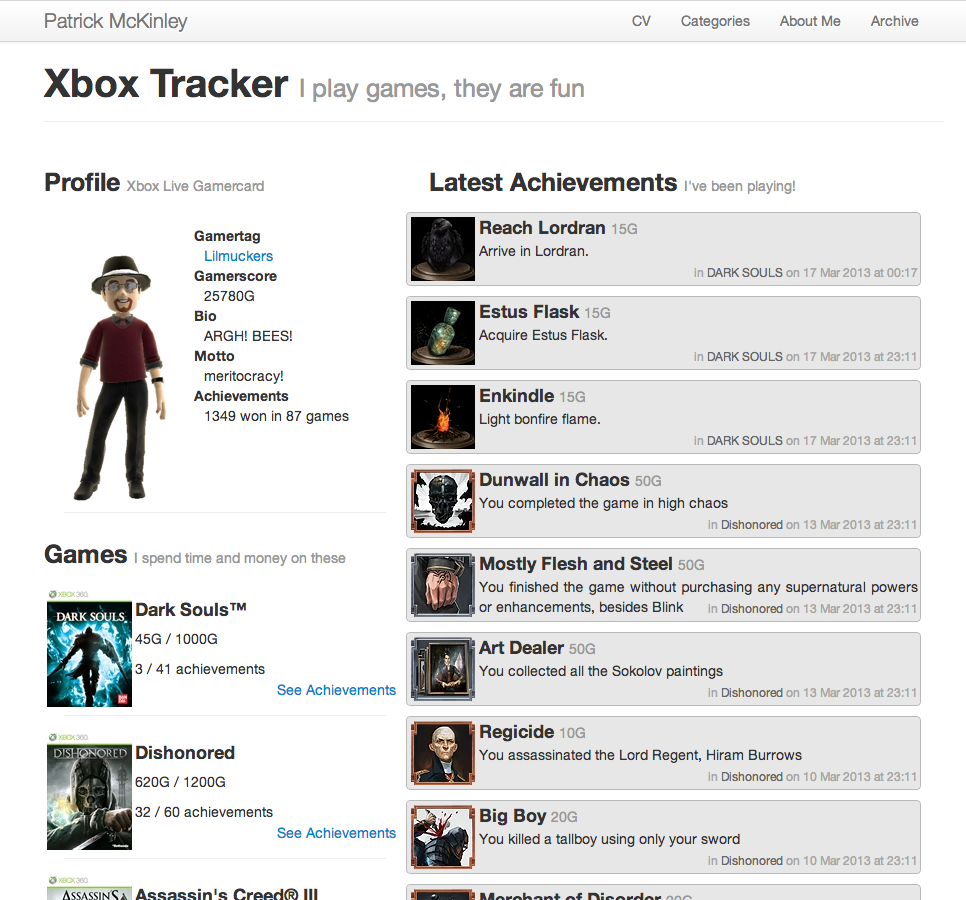 Patrick McKinley
CV Categories About Me Archive
Xbox Tracker I play games, they are fun
Profile Xbox Live Gamercard
Gamertag
Lilmuckers
Gamerscore
25780G
Bio
ARGH! BEES!
Motto
meritocracy!
Achievements
1349 won in 87 games
Games I spend time and money on these
XBOX 360
DARK SOULS
Dark Souls™
45G / 1000G
3 / 41 achievements
See Achievements
XBOX 360
DISHONORED
Dishonored
620G / 1200G
32 / 60 achievements
See Achievements
XBOX 360
ASSASSIN'S
Assassin's Creed® III
Latest Achievements I've been playing!
Reach Lordran 15G
Arrive in Lordran.
in DARK SOULS on 17 Mar 2013 at 00:17
Estus Flask 15G
Acquire Estus Flask.
in DARK SOULS on 17 Mar 2013 at 23:11
Enkindle 15G
Light bonfire flame.
in DARK SOULS on 17 Mar 2013 at 23:11
Dunwall in Chaos 50G
You completed the game in high chaos
in Dishonored on 13 Mar 2013 at 23:11
Mostly Flesh and Steel 50G
You finished the game without purchasing any supernatural powers
or enhancements, besides Blink in Dishonored on 13 Mar 2013 at 23:11
Art Dealer 50G
You collected all the Sokolov paintings
in Dishonored on 13 Mar 2013 at 23:11
Regicide 10G
You assassinated the Lord Regent, Hiram Burrows
in Dishonored on 10 Mar 2013 at 23:11
Big Boy 20G
You killed a tallboy using only your sword
in Dishonored on 10 Mar 2013 at 23:11
Merchant of Disorder 20G